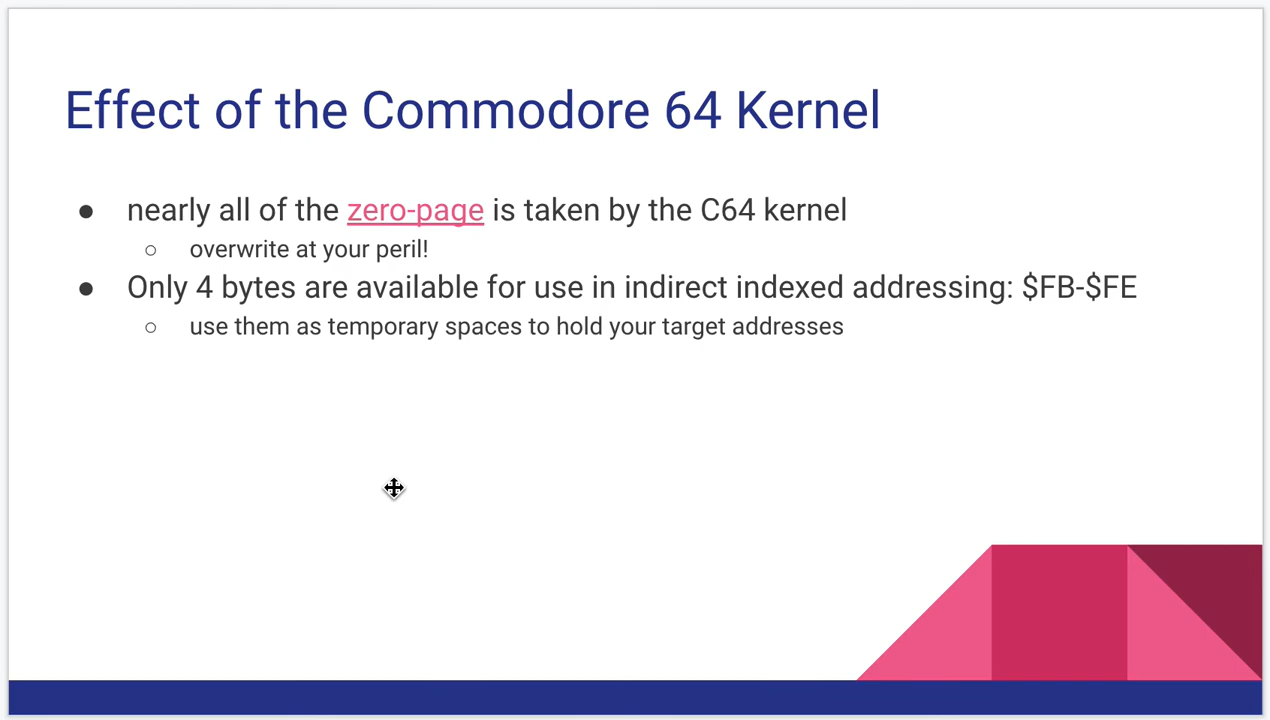 Effect of the Commodore 64 Kernel
● nearly all of the zero-page is taken by the C64 kernel
○ overwrite at your peril!
● Only 4 bytes are available for use in indirect indexed addressing: $FB-$FE
○ use them as temporary spaces to hold your target addresses